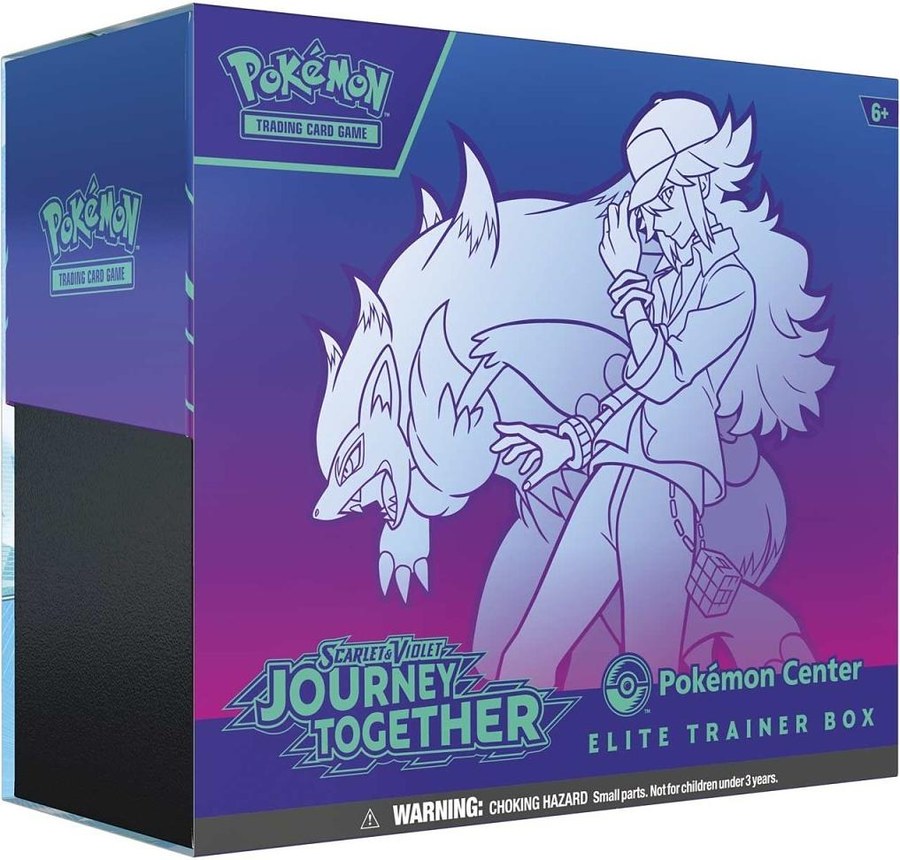 POKéMON
TRADING CARD GAME
6+
POKéMON
TRADING CARD GAME
SCARLET & VIOLET
JOURNEY
TOGETHER
Pokémon Center
ELITE TRAINER BOX
WARNING: CHOKING HAZARD Small parts. Not for children under 3 years.